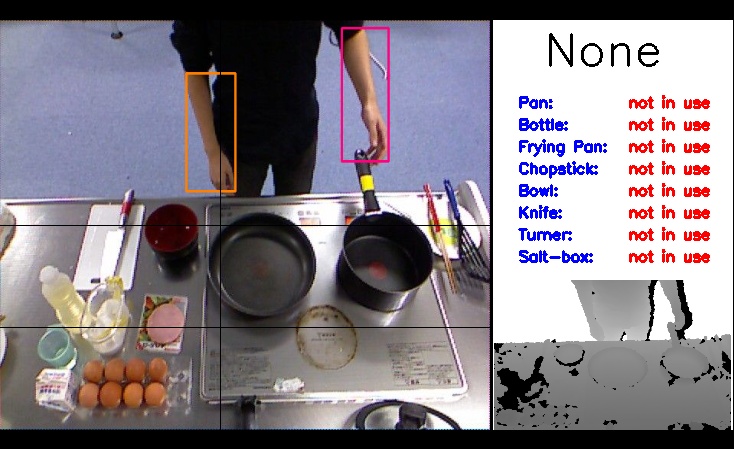 None
Pan: not in use
Bottle: not in use
Frying Pan: not in use
Chopstick: not in use
Bowl: not in use
Knife: not in use
Turner: not in use
Salt-box: not in use